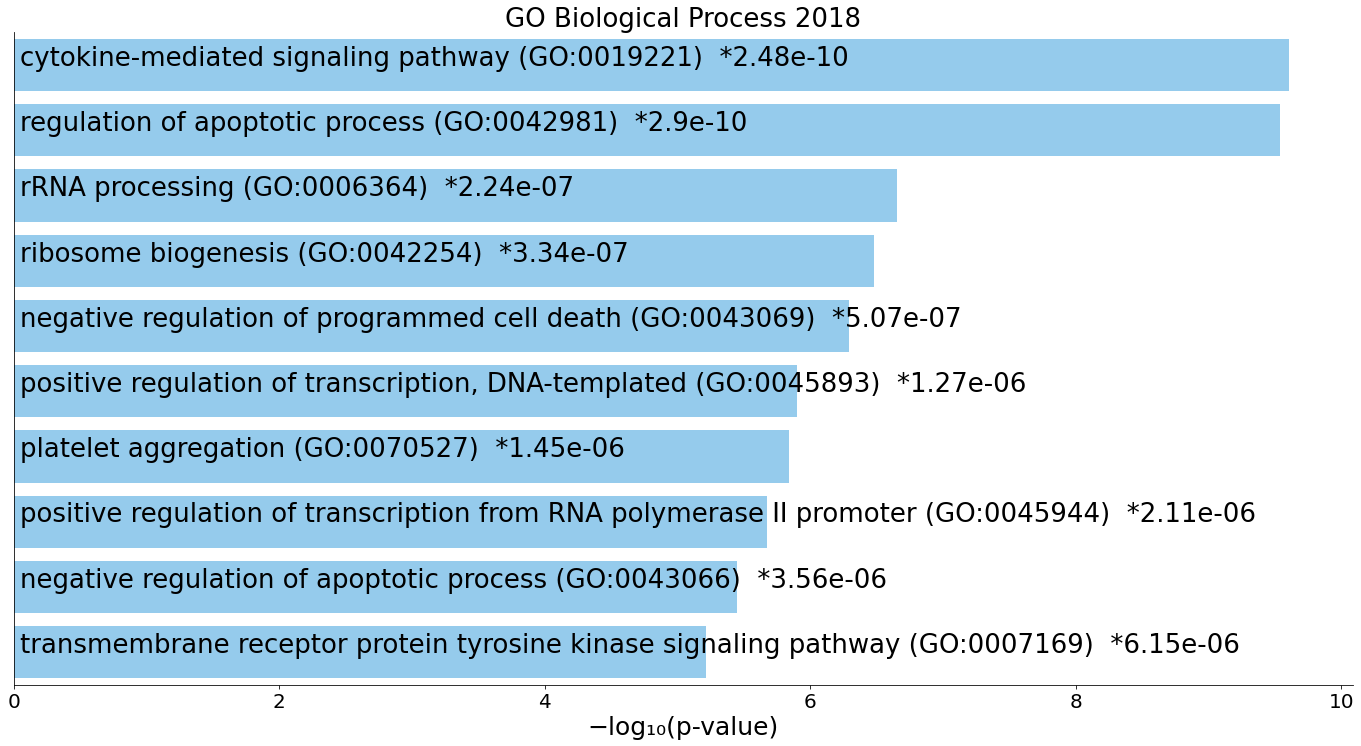 GO Biological Process 2018
cytokine-mediated signaling pathway (GO:0019221)  *2.48e-10
regulation of apoptotic process (GO:0042981)  *2.9e-10
rRNA processing (GO:0006364)  *2.24e-07
ribosome biogenesis (GO:0042254)  *3.34e-07
negative regulation of programmed cell death (GO:0043069)  *5.07e-07
positive regulation of transcription, DNA-templated (GO:0045893)  *1.27e-06
platelet aggregation (GO:0070527)  *1.45e-06
positive regulation of transcription from RNA polymerase II promoter (GO:0045944)  *2.11e-06
negative regulation of apoptotic process (GO:0043066)  *3.56e-06
transmembrane receptor protein tyrosine kinase signaling pathway (GO:0007169)  *6.15e-06
0 2 4 6 8 10
−log₁₀(p-value)